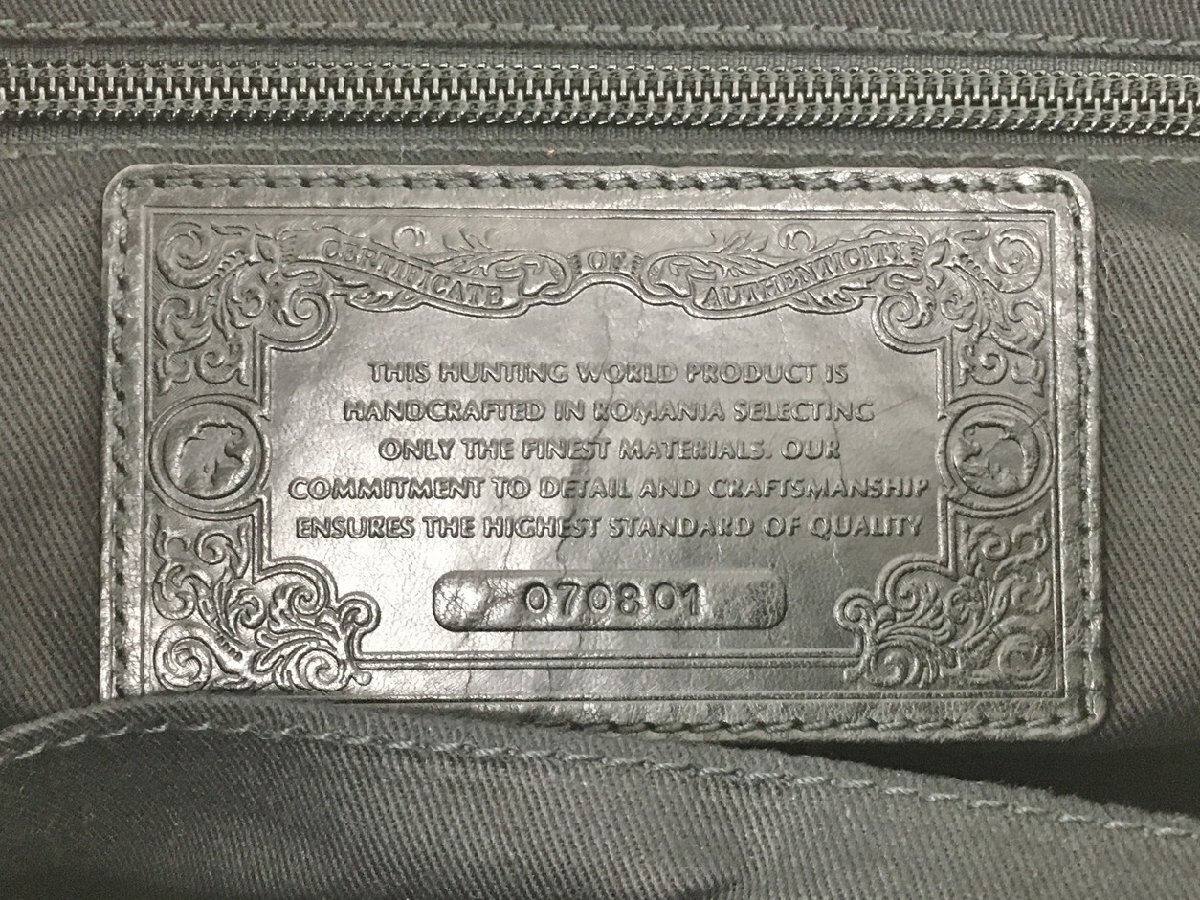 CERTIFICATE OF AUTHENTICITY
THIS HUNTING WORLD PRODUCT IS
HANDCRAFTED IN ROMANIA SELECTING
ONLY THE FINEST MATERIALS. OUR
COMMITMENT TO DETAIL AND CRAFTSMANSHIP
ENSURES THE HIGHEST STANDARD OF QUALITY
070801